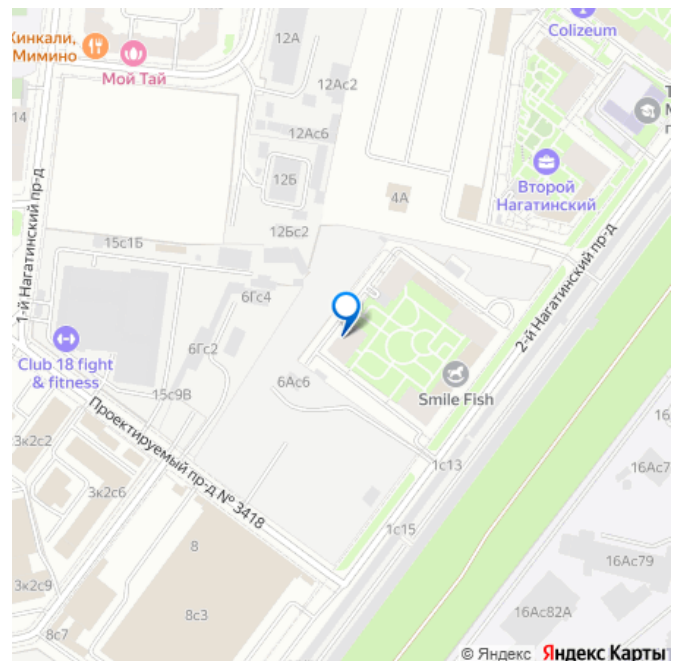 Хинкали,
Мимино
Мой Тай
12А
Colizeum
12Ас2
14
12Ас6
12Б
4А
Второй
Нагатинский
12Бс2
15с1Б
1-й Нагатинский пр-д
2-й Нагатинский пр-д
6Гс4
6Гс2
Club 18 fight
& fitness
6Ас6
Smile Fish
15с9В
Проектируемый пр-д № 3418
3к2с2
1с13
3к2с6
1с15
8
16Ас79
3к2с9
8с3
16Ас82А
8с7
© Яндекс Яндекс Карты